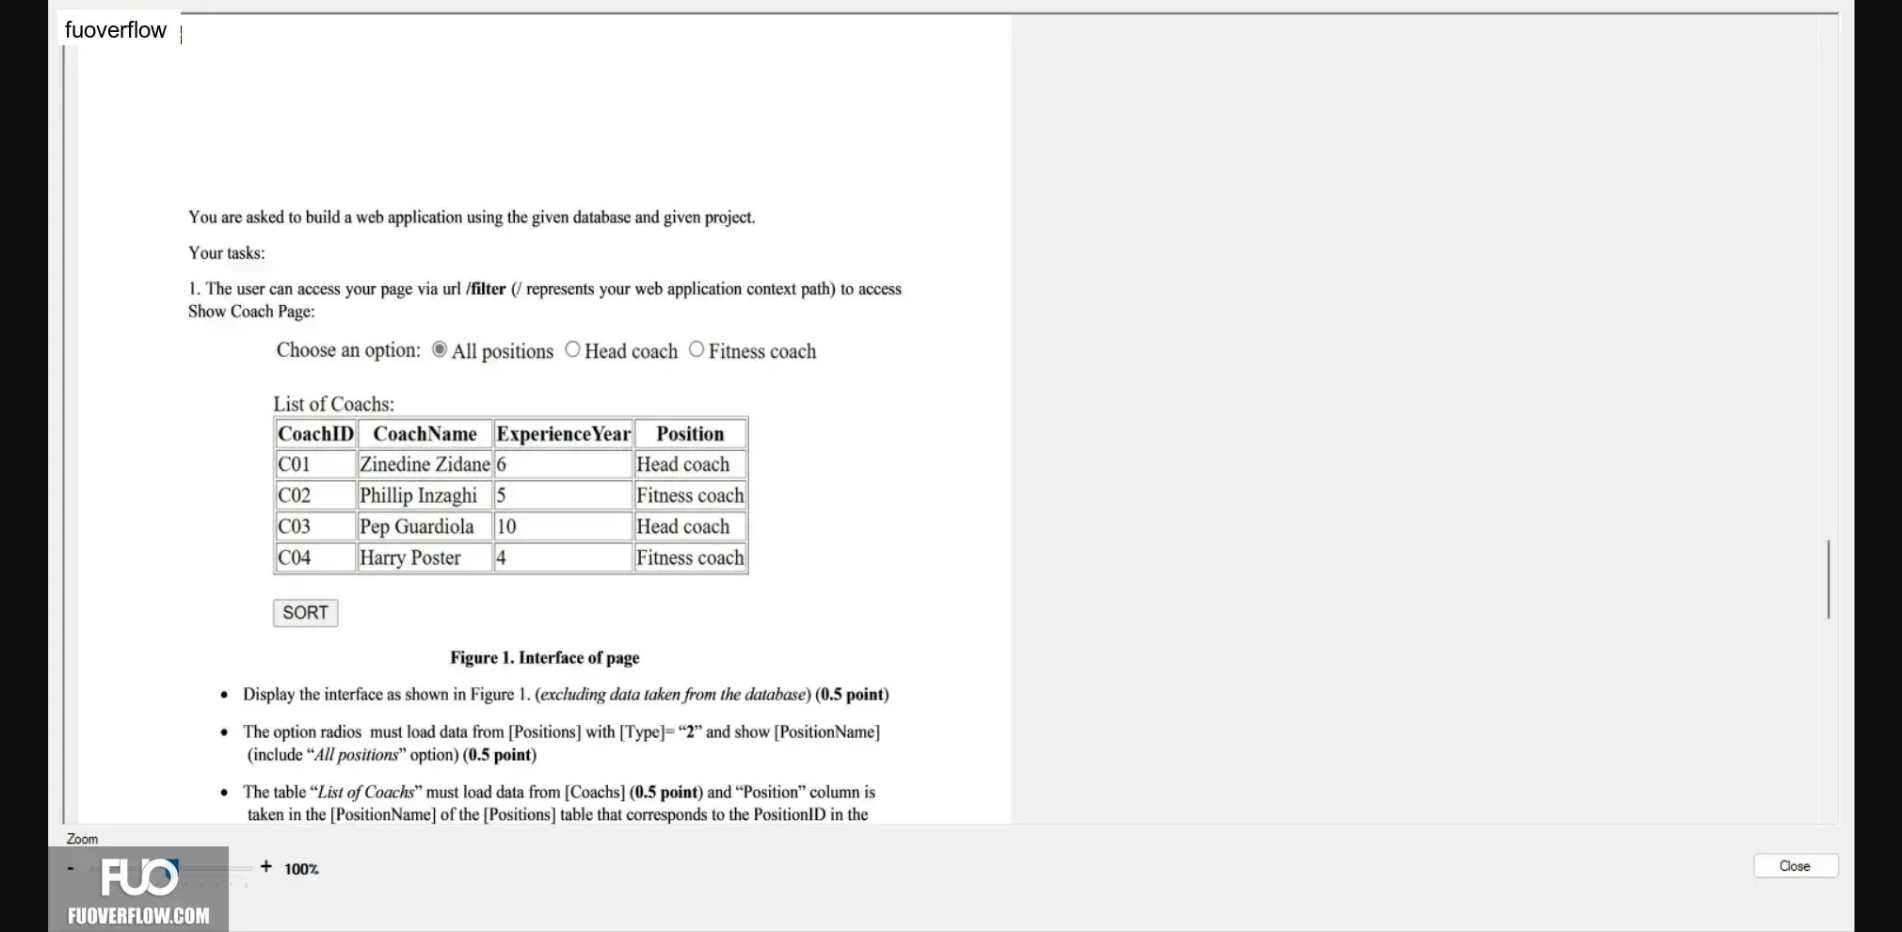 fuoverflow
You are asked to build a web application using the given database and given project.
Your tasks:
1. The user can access your page via url /filter (/ represents your web application context path) to access
Show Coach Page:
Choose an option: All positions Head coach Fitness coach
List of Coachs:
CoachID CoachName ExperienceYear Position
C01 Zinedine Zidane 6 Head coach
C02 Phillip Inzaghi 5 Fitness coach
C03 Pep Guardiola 10 Head coach
C04 Harry Poster 4 Fitness coach
SORT
Figure 1. Interface of page
• Display the interface as shown in Figure 1. (excluding data taken from the database) (0.5 point)
• The option radios must load data from [Positions] with [Type]= “2” and show [PositionName]
(include “All positions” option) (0.5 point)
• The table “List of Coachs” must load data from [Coachs] (0.5 point) and “Position” column is
taken in the [PositionName] of the [Positions] table that corresponds to the PositionID in the
Zoom
- + 100%
Close
FUO
FUOVERFLOW.COM